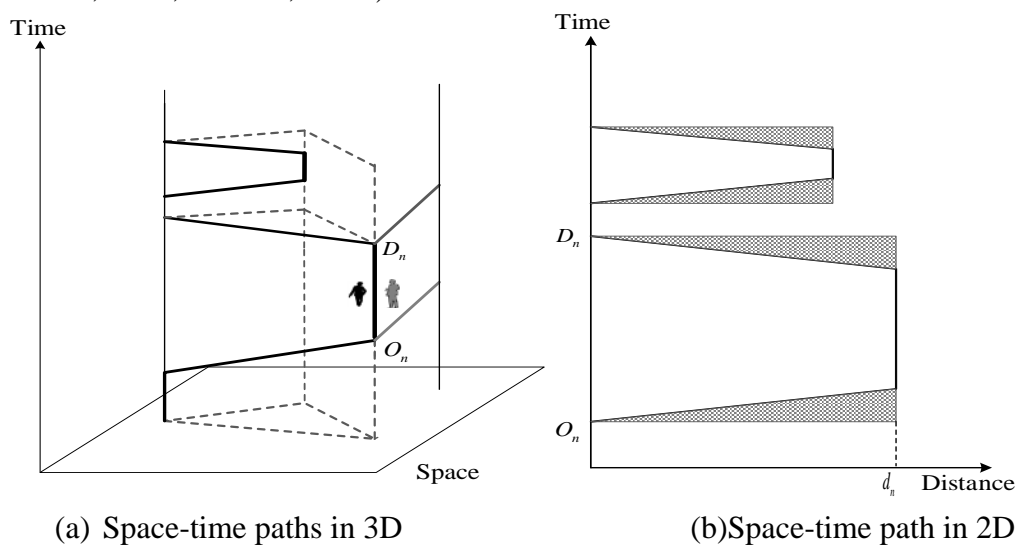 Time
Time
D_n
O_n
Space
D_n
O_n
d_n
Distance
(a) Space-time paths in 3D
(b)Space-time path in 2D